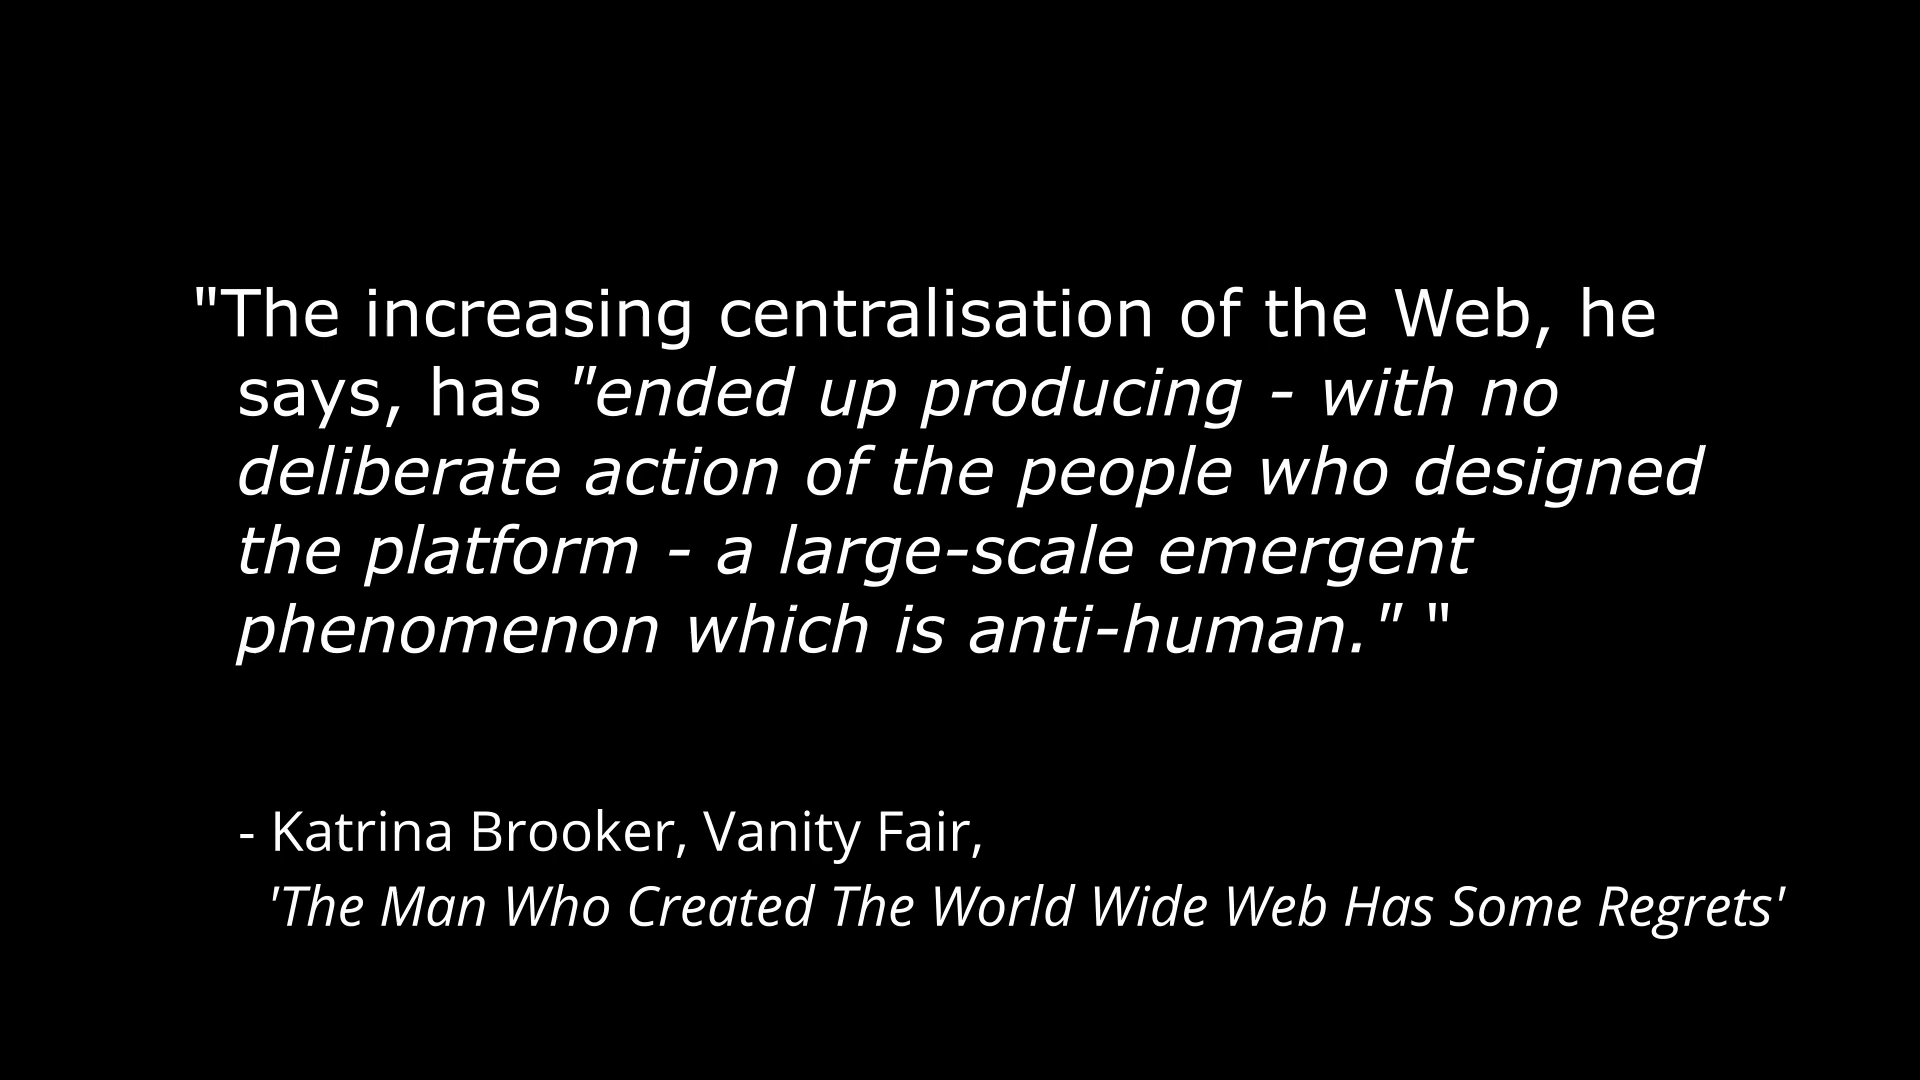 "The increasing centralisation of the Web, he
says, has "ended up producing - with no
deliberate action of the people who designed
the platform - a large-scale emergent
phenomenon which is anti-human." "
- Katrina Brooker, Vanity Fair,
'The Man Who Created The World Wide Web Has Some Regrets'